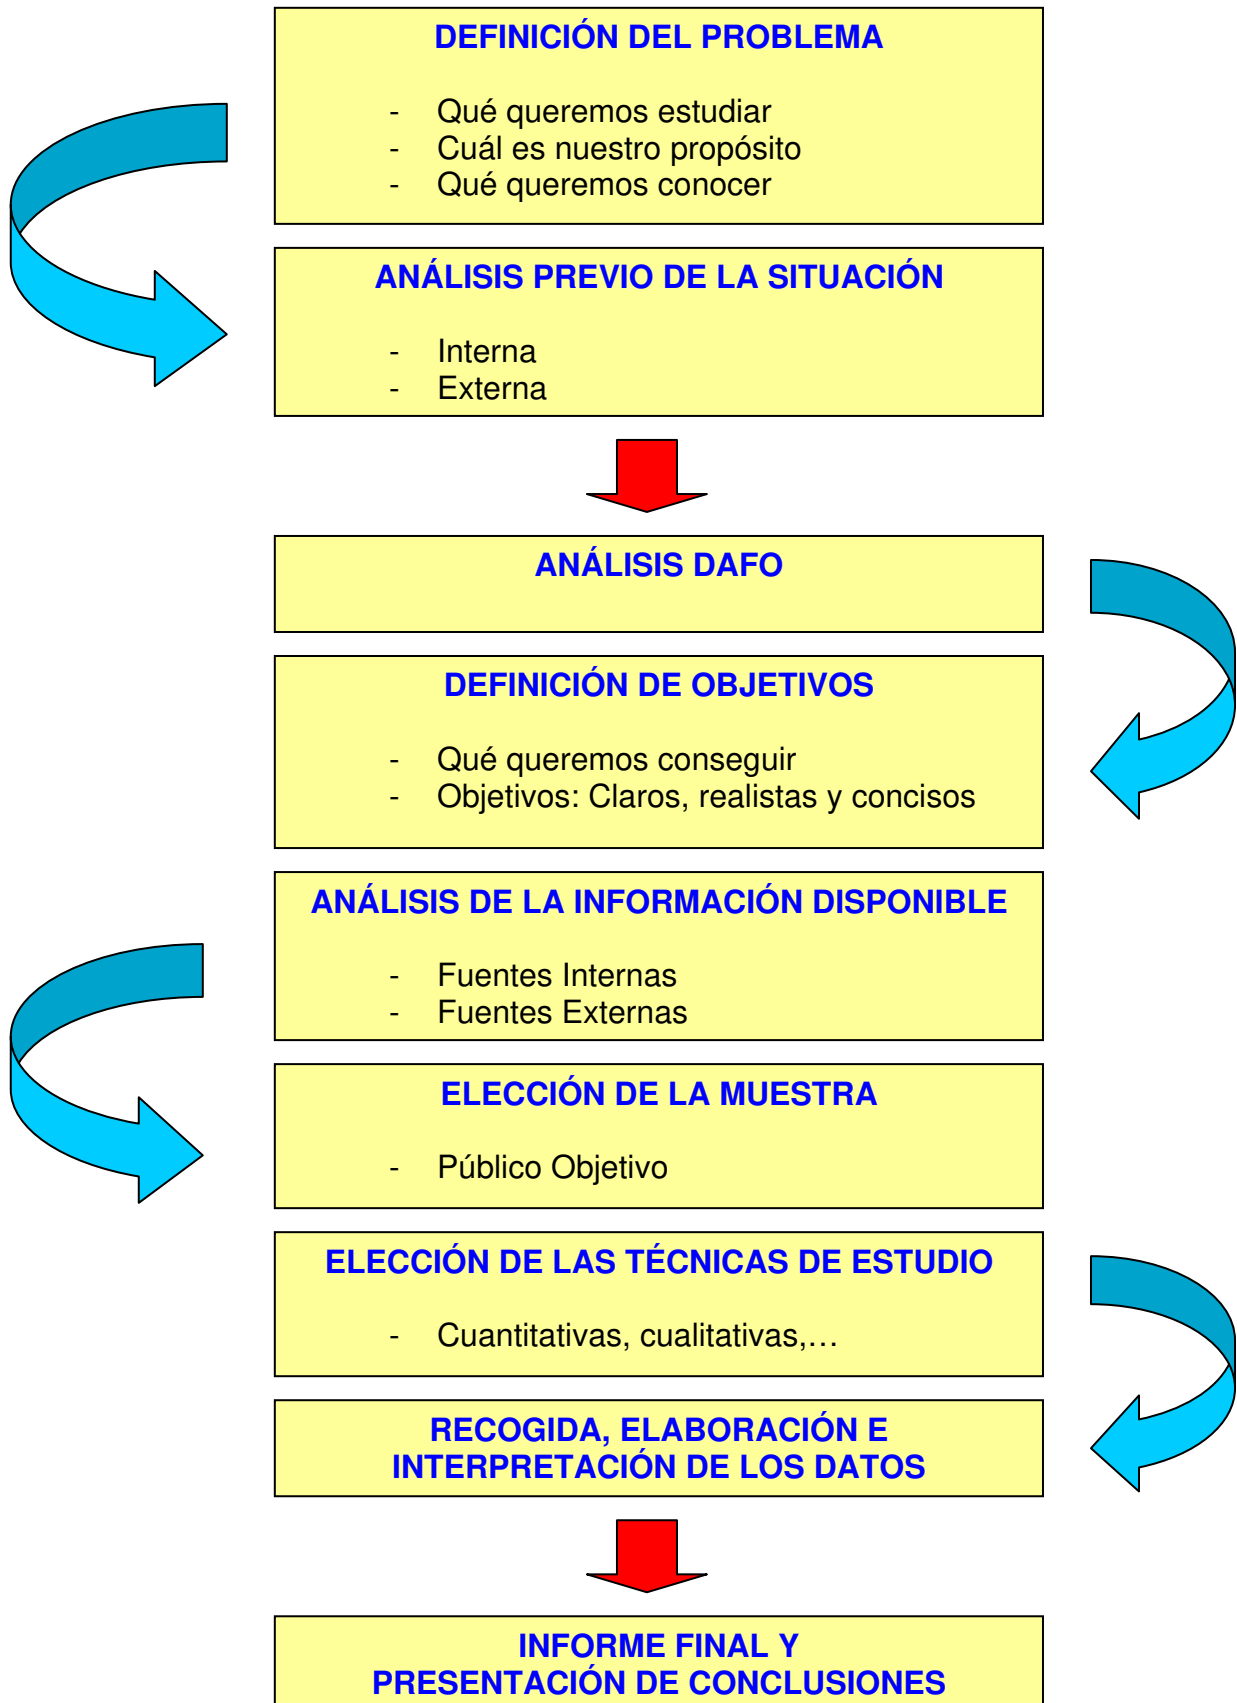 DEFINICIÓN DEL PROBLEMA
- Qué queremos estudiar
- Cuál es nuestro propósito
- Qué queremos conocer
ANÁLISIS PREVIO DE LA SITUACIÓN
- Interna
- Externa
ANÁLISIS DAFO
DEFINICIÓN DE OBJETIVOS
- Qué queremos conseguir
- Objetivos: Claros, realistas y concisos
ANÁLISIS DE LA INFORMACIÓN DISPONIBLE
- Fuentes Internas
- Fuentes Externas
ELECCIÓN DE LA MUESTRA
- Público Objetivo
ELECCIÓN DE LAS TÉCNICAS DE ESTUDIO
- Cuantitativas, cualitativas,…
RECOGIDA, ELABORACIÓN E
INTERPRETACIÓN DE LOS DATOS
INFORME FINAL Y
PRESENTACIÓN DE CONCLUSIONES